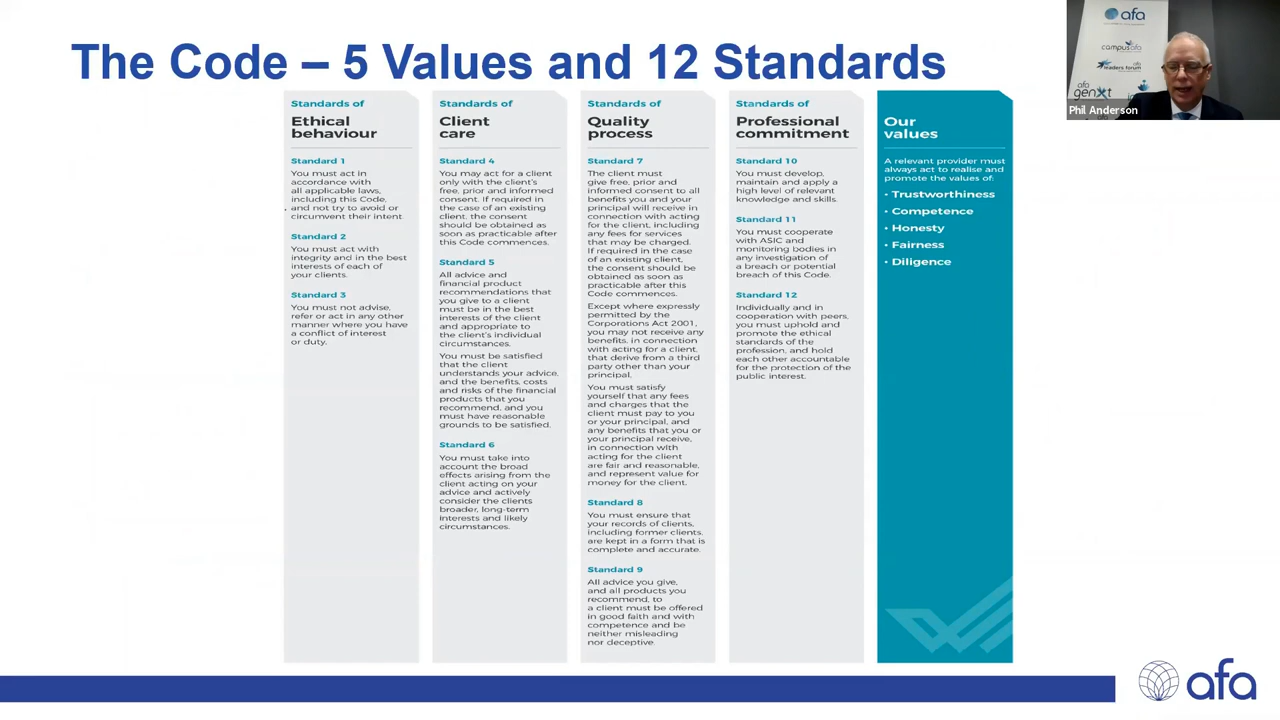 The Code – 5 Values and 12 Standards
Standards of
Ethical
behaviour
Standard 1
You must act in
accordance with
all applicable laws,
including this Code,
and not try to avoid or
circumvent their intent.
Standard 2
You must act with
integrity and in the best
interests of each of
your clients.
Standard 3
You must not advise,
refer or act in any other
manner where you have
a conflict of interest
or duty.
Standards of
Client
care
Standard 4
You may act for a client
only with the client's
free, prior and informed
consent. If required in
the case of an existing
client, the consent
should be obtained as
soon as practicable after
this Code commences.
Standard 5
All advice and
financial product
recommendations that
you give to a client
must be in the best
interests of the client
and appropriate to
the client's individual
circumstances.
You must be satisfied
that the client
understands your advice,
and the benefits, costs
and risks of the financial
products that you
recommend, and you
must have reasonable
grounds to be satisfied.
Standard 6
You must take into
account the broad
effects arising from the
client acting on your
advice and actively
consider the clients
broader, long-term
interests and likely
circumstances.
Standards of
Quality
process
Standard 7
The client must
give free, prior and
informed consent to all
benefits you and your
principal will receive in
connection with acting
for the client, including
any fees for services
that may be charged.
If required in the case
of an existing client,
the consent should be
obtained as soon as
practicable after this
Code commences.
Except where expressly
permitted by the
Corporations Act 2001,
you may not receive any
benefits, in connection
with acting for a client,
that derive from a third
party other than your
principal.
You must satisfy
yourself that any fees
and charges that the
client must pay to you
or your principal, and
any benefits that you or
your principal receive,
in connection with
acting for the client
are fair and reasonable,
and represent value for
money for the client.
Standard 8
You must ensure that
your records of clients,
including former clients,
are kept in a form that is
complete and accurate.
Standard 9
All advice you give,
and all products you
recommend, to
a client must be offered
in good faith and with
competence and be
neither misleading
nor deceptive.
Standards of
Professional
commitment
Standard 10
You must develop,
maintain and apply a
high level of relevant
knowledge and skills.
Standard 11
You must cooperate
with ASIC and
monitoring bodies in
any investigation of
a breach or potential
breach of this Code.
Standard 12
Individually and in
cooperation with peers,
you must uphold and
promote the ethical
standards of the
profession, and hold
each other accountable
for the protection of the
public interest.
Our
values
A relevant provider must
always act to realise and
promote the values of:
• Trustworthiness
• Competence
• Honesty
• Fairness
• Diligence
afa
campusafa
afa
leaders forum
afa
genxt
Phil Anderson
afa